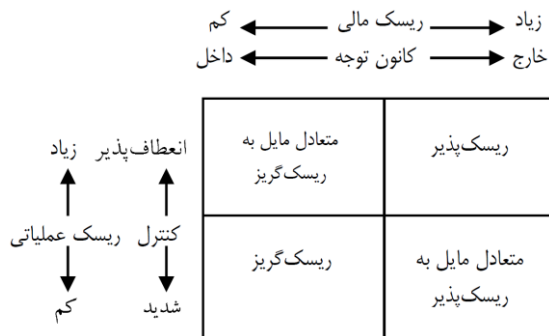 زیاد ریسک مالی کم
خارج کانون توجه داخل
ریسک‌پذیر
متعادل مایل به
ریسک‌گریز
انعطاف‌پذیر زیاد
کنترل ریسک عملیاتی
شدید کم
متعادل مایل به
ریسک‌پذیر
ریسک‌گریز